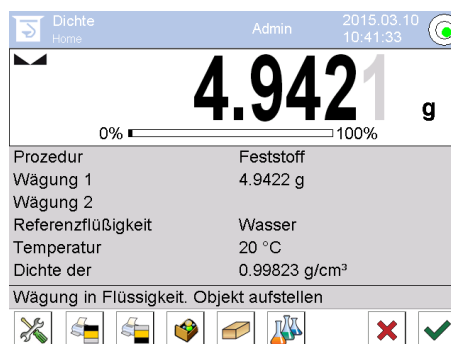 Dichte
Home
Admin
2015.03.10
10:41:33
4.9421 g
0% 100%
Prozedur Feststoff
Wägung 1 4.9422 g
Wägung 2
Referenzflüßigkeit Wasser
Temperatur 20 °C
Dichte der 0.99823 g/cm³
Wägung in Flüssigkeit. Objekt aufstellen